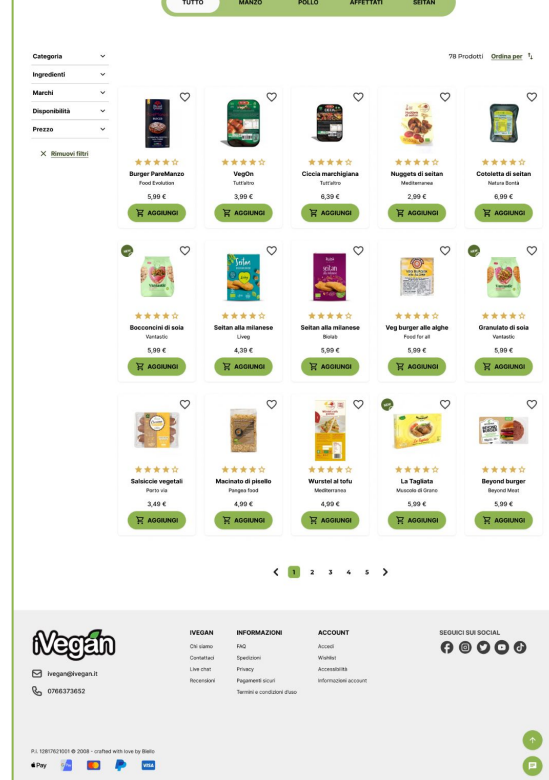 TUTTO MANZO POLLO AFFETTATI SEITAN
78 Prodotti Ordina per
Categoria
Ingredienti
Marchi
Disponibilità
Prezzo
Rimuovi filtri
Burger PareManzo
Food Evolution
5,99 €
AGGIUNGI
VegOn
Tutt'altro
3,99 €
AGGIUNGI
Ciccia marchigiana
Tutt'altro
6,39 €
AGGIUNGI
Nuggets di seitan
Mediterranea
2,99 €
AGGIUNGI
Cotoletta di seitan
Natura Bontà
6,99 €
AGGIUNGI
Bocconcini di soia
Vantastic
5,99 €
AGGIUNGI
Seitan alla milanese
Liveg
4,39 €
AGGIUNGI
Seitan alla milanese
Biolab
5,99 €
AGGIUNGI
Veg burger alle alghe
Food for all
5,99 €
AGGIUNGI
Granulato di soia
Vantastic
5,99 €
AGGIUNGI
Salsiccie vegetali
Porto via
3,49 €
AGGIUNGI
Macinato di pisello
Pangea food
4,99 €
AGGIUNGI
Wurstel al tofu
Mediterranea
4,99 €
AGGIUNGI
La Tagliata
Muscolo di Grano
5,99 €
AGGIUNGI
Beyond burger
Beyond Meat
5,99 €
AGGIUNGI
1 2 3 4 5
iVegan
ivegan@ivegan.it
0766373652
IVEGAN
Chi siamo
Contattaci
Live chat
Recensioni
INFORMAZIONI
FAQ
Spedizioni
Privacy
Pagamenti sicuri
Termini e condizioni d'uso
ACCOUNT
Accedi
Wishlist
Accessibilità
Informazioni account
SEGUICI SUI SOCIAL
P.I. 12817621001 © 2008 - crafted with love by Biello
Pay VISA